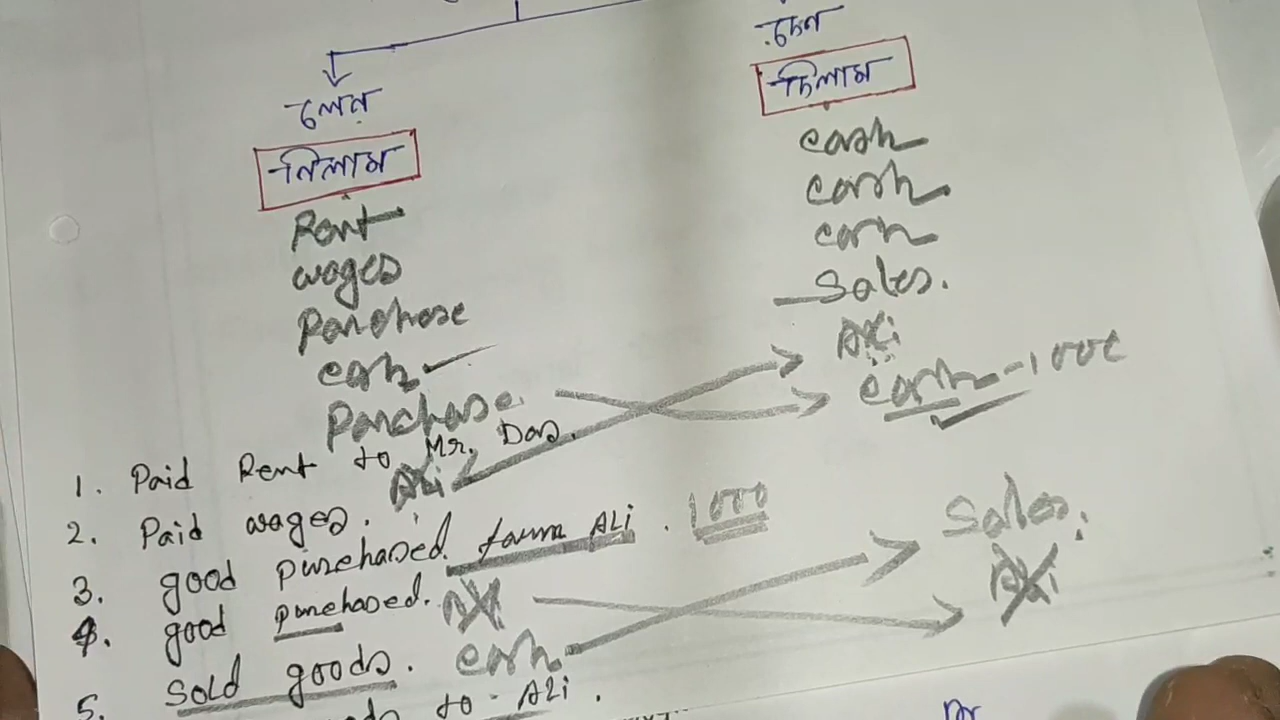 লেন
দেন
নিলাম
দিলাম
Rent
cash
wages
cash
Purchase
cash
cash
Sales.
Purchase.
Ali
cash - 1000
1. Paid Rent to Mr. Das.
Ali
2. Paid wages.
3. good purchased from ALi. 1000
4. good purchased. Ali
Sales.
Ali
5. Sold goods. cash
to - ALi.
Dr